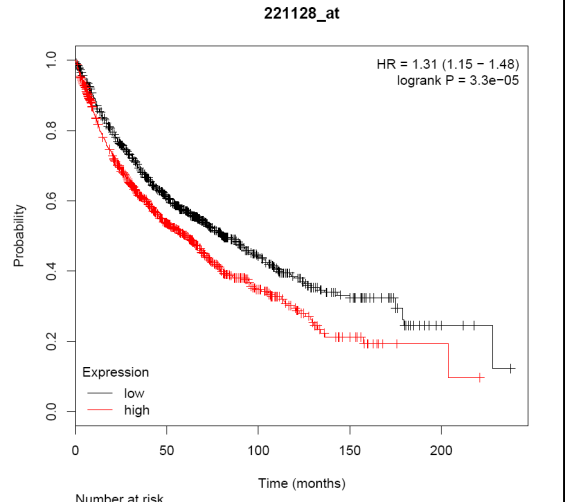 221128_at
HR = 1.31 (1.15 − 1.48)
logrank P = 3.3e−05
1.0
0.8
0.6
0.4
0.2
0.0
Probability
Expression
low
high
0 50 100 150 200
Time (months)
Number at risk